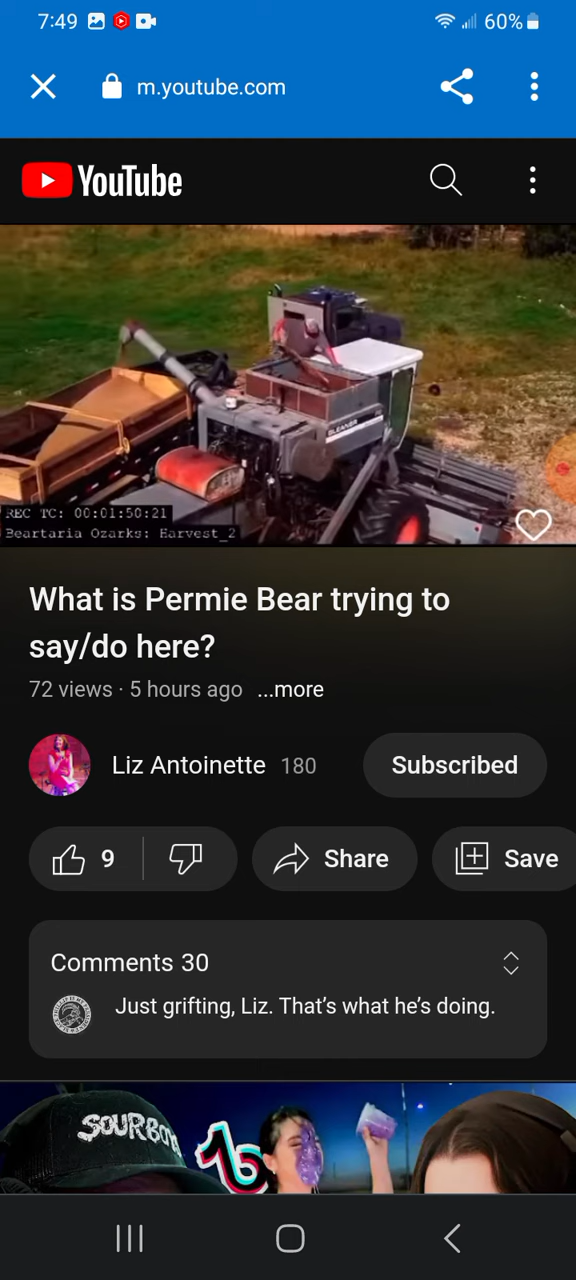 7:49
60%
m.youtube.com
YouTube
GLEANER
REC TC: 00:01:50:21
Beartaria Ozarks: Harvest_2
What is Permie Bear trying to
say/do here?
72 views · 5 hours ago ...more
Liz Antoinette 180
Subscribed
9
Share
Save
Comments 30
Just grifting, Liz. That’s what he’s doing.
SOURBOYS